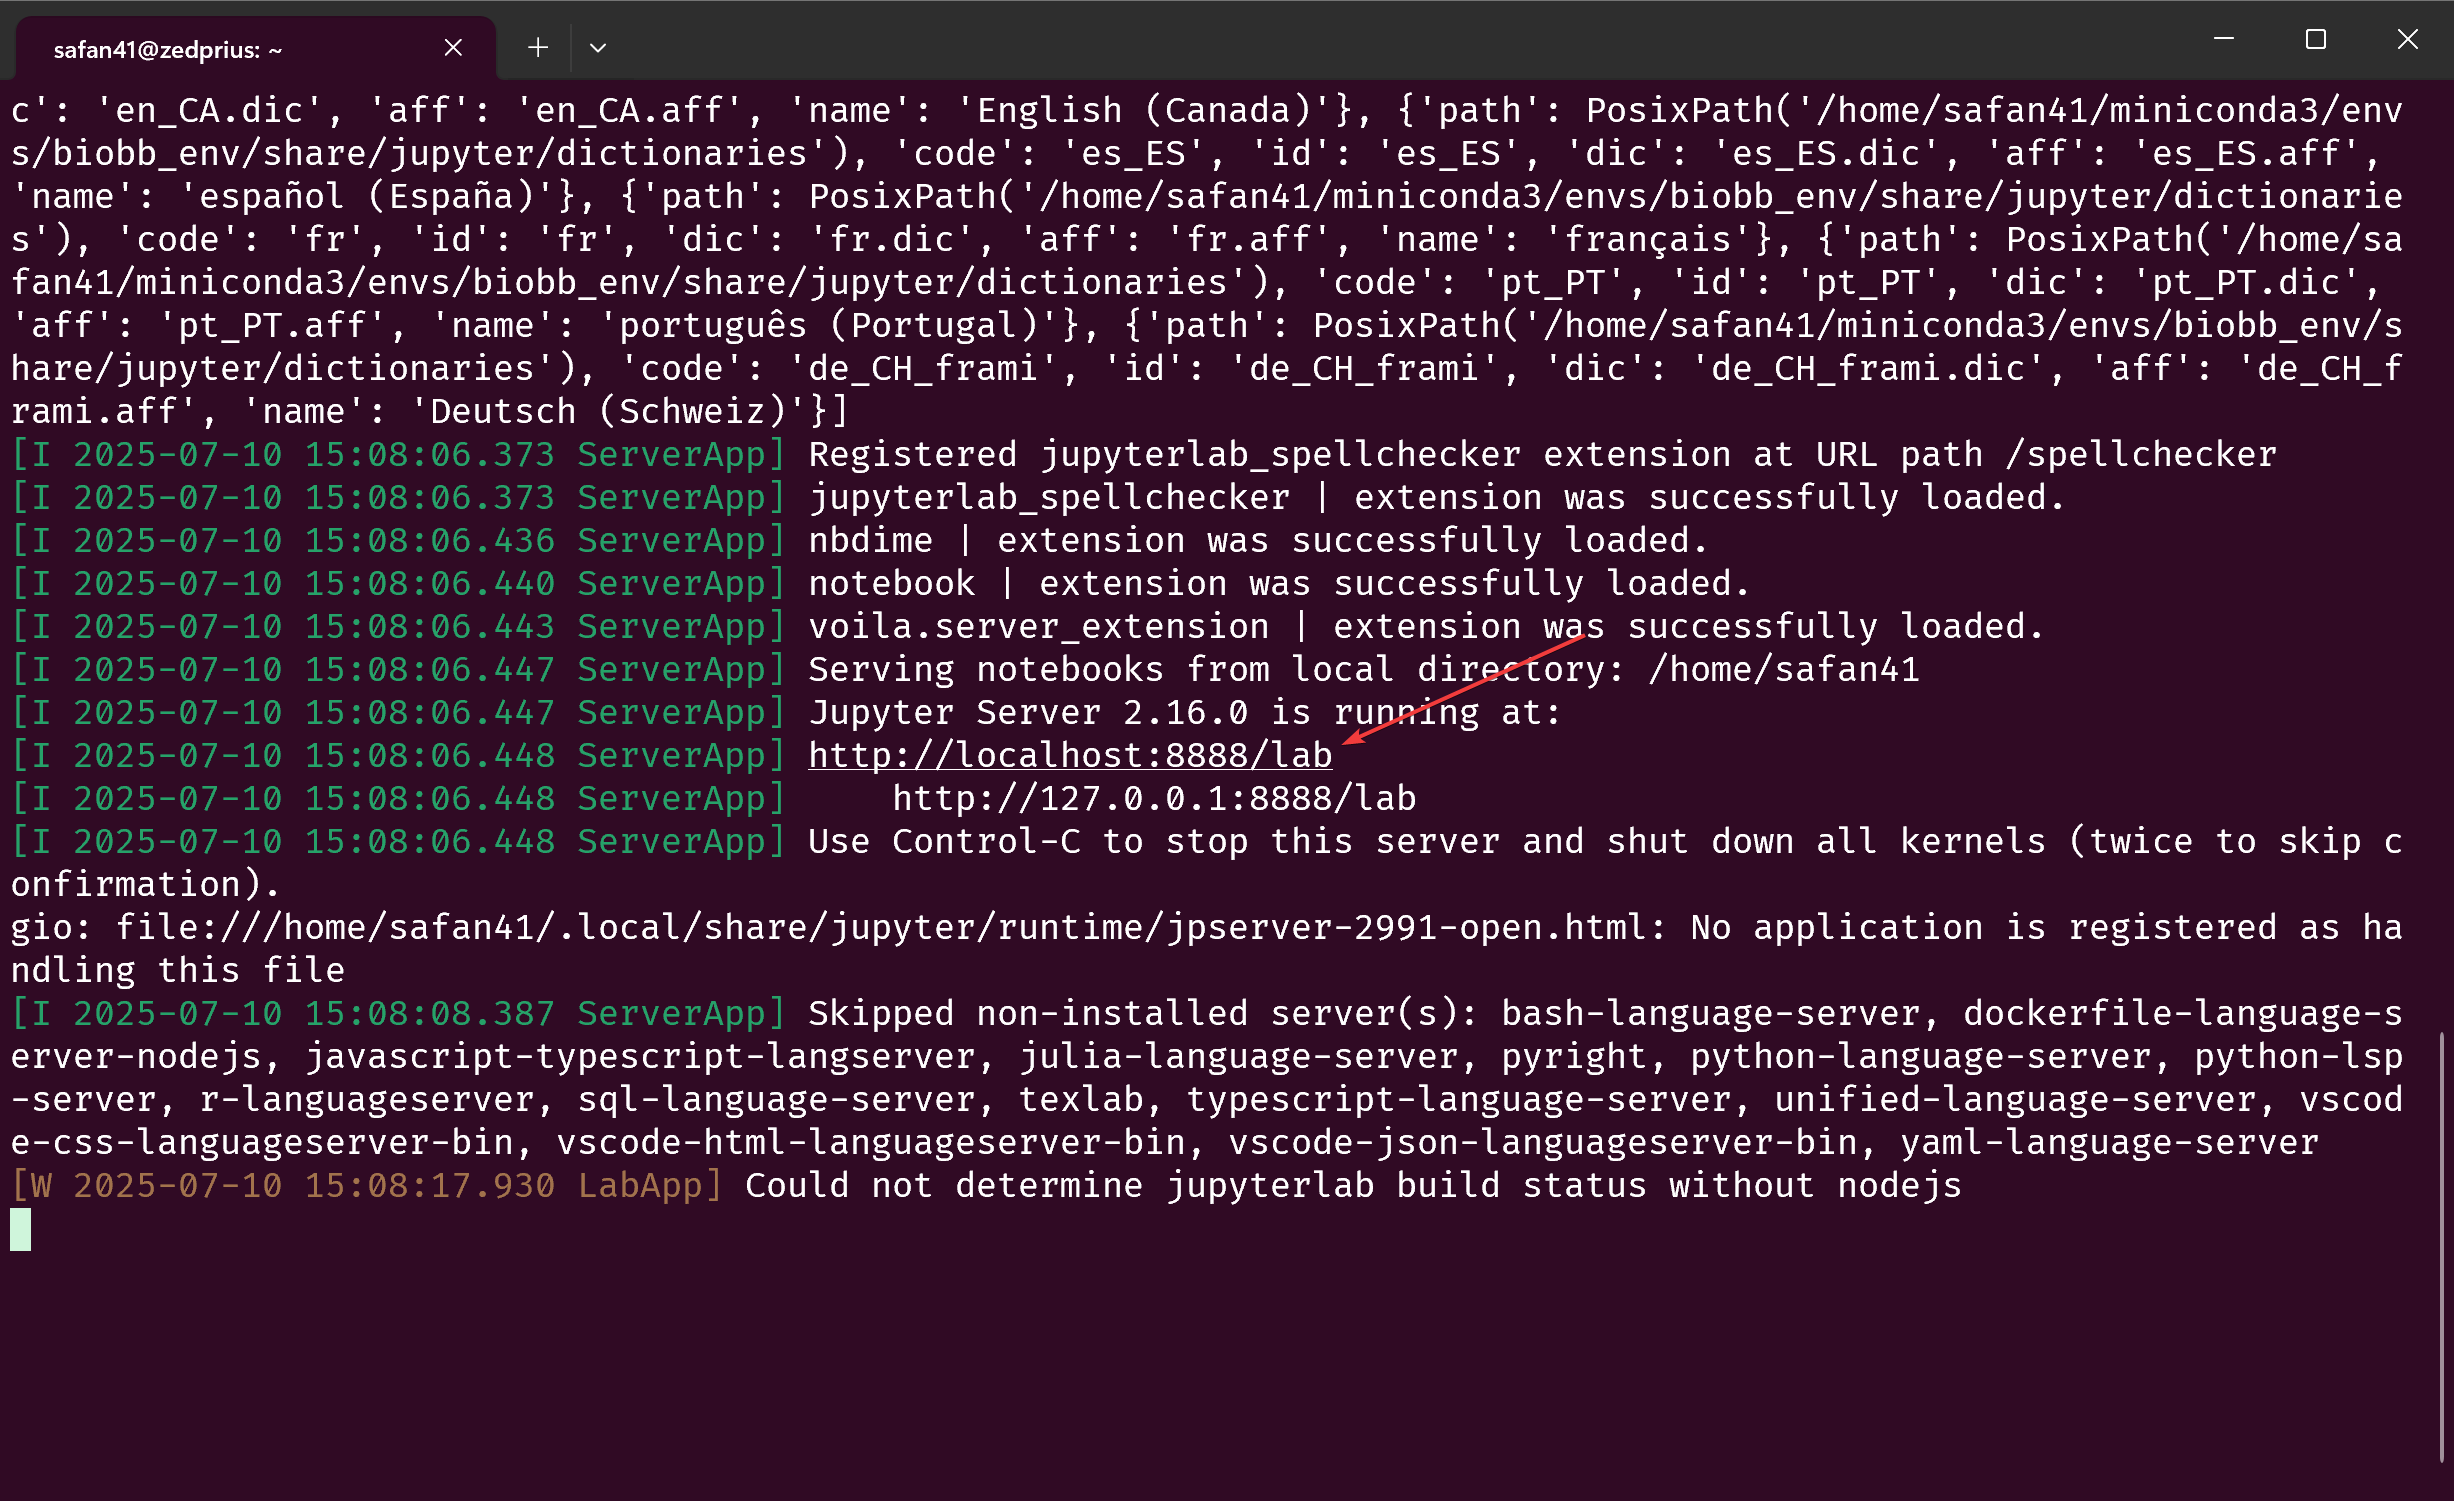 safan41@zedprius: ~
c': 'en_CA.dic', 'aff': 'en_CA.aff', 'name': 'English (Canada)'}, {'path': PosixPath('/home/safan41/miniconda3/env
s/biobb_env/share/jupyter/dictionaries'), 'code': 'es_ES', 'id': 'es_ES', 'dic': 'es_ES.dic', 'aff': 'es_ES.aff',
'name': 'español (España)'}, {'path': PosixPath('/home/safan41/miniconda3/envs/biobb_env/share/jupyter/dictionarie
s'), 'code': 'fr', 'id': 'fr', 'dic': 'fr.dic', 'aff': 'fr.aff', 'name': 'français'}, {'path': PosixPath('/home/sa
fan41/miniconda3/envs/biobb_env/share/jupyter/dictionaries'), 'code': 'pt_PT', 'id': 'pt_PT', 'dic': 'pt_PT.dic',
'aff': 'pt_PT.aff', 'name': 'português (Portugal)'}, {'path': PosixPath('/home/safan41/miniconda3/envs/biobb_env/s
hare/jupyter/dictionaries'), 'code': 'de_CH_frami', 'id': 'de_CH_frami', 'dic': 'de_CH_frami.dic', 'aff': 'de_CH_f
rami.aff', 'name': 'Deutsch (Schweiz)'}]
[I 2025-07-10 15:08:06.373 ServerApp] Registered jupyterlab_spellchecker extension at URL path /spellchecker
[I 2025-07-10 15:08:06.373 ServerApp] jupyterlab_spellchecker | extension was successfully loaded.
[I 2025-07-10 15:08:06.436 ServerApp] nbdime | extension was successfully loaded.
[I 2025-07-10 15:08:06.440 ServerApp] notebook | extension was successfully loaded.
[I 2025-07-10 15:08:06.443 ServerApp] voila.server_extension | extension was successfully loaded.
[I 2025-07-10 15:08:06.447 ServerApp] Serving notebooks from local directory: /home/safan41
[I 2025-07-10 15:08:06.447 ServerApp] Jupyter Server 2.16.0 is running at:
[I 2025-07-10 15:08:06.448 ServerApp] http://localhost:8888/lab
[I 2025-07-10 15:08:06.448 ServerApp]     http://127.0.0.1:8888/lab
[I 2025-07-10 15:08:06.448 ServerApp] Use Control-C to stop this server and shut down all kernels (twice to skip c
onfirmation).
gio: file:///home/safan41/.local/share/jupyter/runtime/jpserver-2991-open.html: No application is registered as ha
ndling this file
[I 2025-07-10 15:08:08.387 ServerApp] Skipped non-installed server(s): bash-language-server, dockerfile-language-s
erver-nodejs, javascript-typescript-langserver, julia-language-server, pyright, python-language-server, python-lsp
-server, r-languageserver, sql-language-server, texlab, typescript-language-server, unified-language-server, vscod
e-css-languageserver-bin, vscode-html-languageserver-bin, vscode-json-languageserver-bin, yaml-language-server
[W 2025-07-10 15:08:17.930 LabApp] Could not determine jupyterlab build status without nodejs